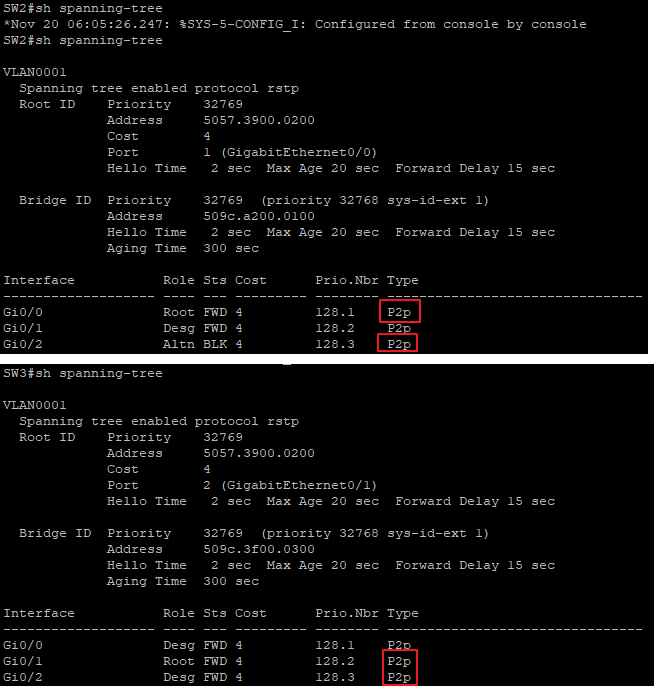 SW2#sh spanning-tree
*Nov 20 06:05:26.247: %SYS-5-CONFIG_I: Configured from console by console
SW2#sh spanning-tree
VLAN0001
  Spanning tree enabled protocol rstp
  Root ID    Priority    32769
             Address     5057.3900.0200
             Cost        4
             Port        1 (GigabitEthernet0/0)
             Hello Time   2 sec  Max Age 20 sec  Forward Delay 15 sec
  Bridge ID  Priority    32769  (priority 32768 sys-id-ext 1)
             Address     509c.a200.0100
             Hello Time   2 sec  Max Age 20 sec  Forward Delay 15 sec
             Aging Time  300 sec
Interface           Role Sts Cost      Prio.Nbr Type
------------------- ---- --- --------- -------- --------------------------------
Gi0/0               Root FWD 4         128.1    P2p
Gi0/1               Desg FWD 4         128.2    P2p
Gi0/2               Altn BLK 4         128.3    P2p
SW3#sh spanning-tree
VLAN0001
  Spanning tree enabled protocol rstp
  Root ID    Priority    32769
             Address     5057.3900.0200
             Cost        4
             Port        2 (GigabitEthernet0/1)
             Hello Time   2 sec  Max Age 20 sec  Forward Delay 15 sec
  Bridge ID  Priority    32769  (priority 32768 sys-id-ext 1)
             Address     509c.3f00.0300
             Hello Time   2 sec  Max Age 20 sec  Forward Delay 15 sec
             Aging Time  300 sec
Interface           Role Sts Cost      Prio.Nbr Type
------------------- ---- --- --------- -------- --------------------------------
Gi0/0               Desg FWD 4         128.1    P2p
Gi0/1               Root FWD 4         128.2    P2p
Gi0/2               Desg FWD 4         128.3    P2p